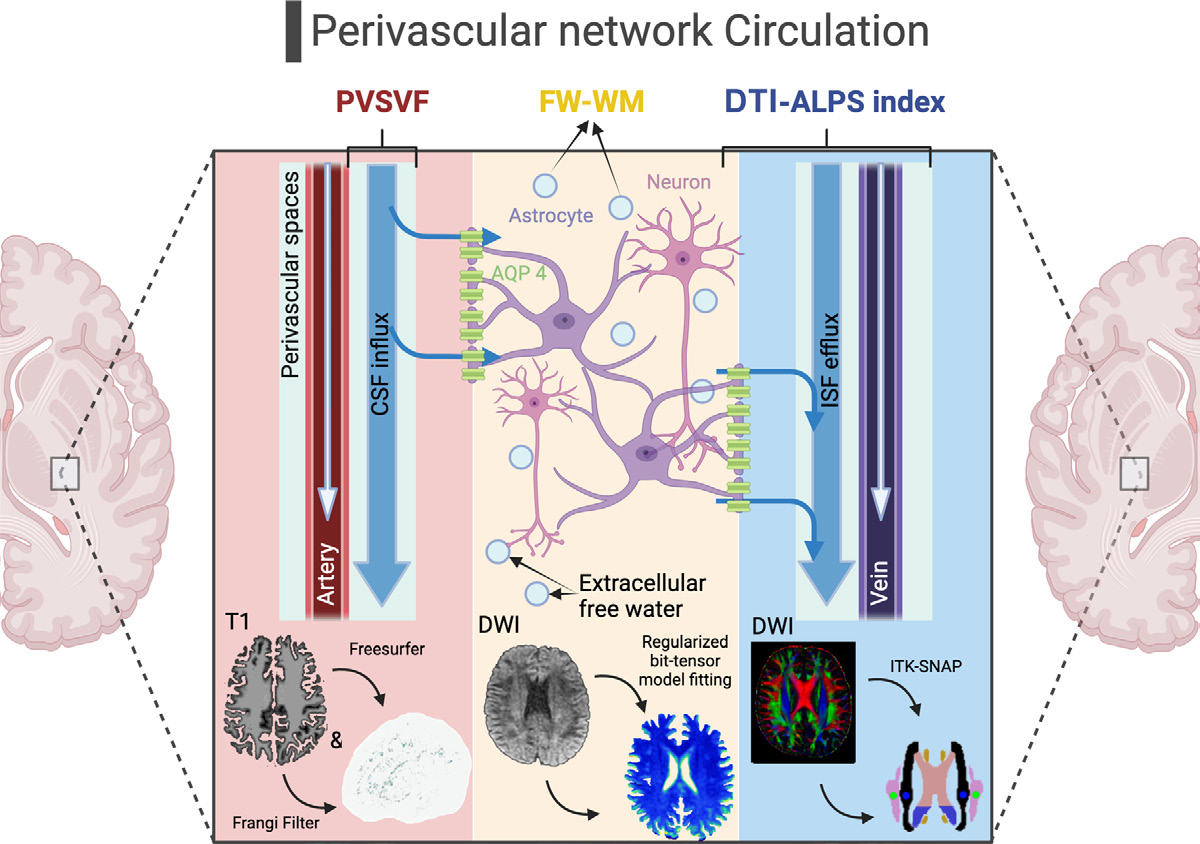 Perivascular network Circulation
PVSVF
FW-WM
DTI-ALPS index
Perivascular spaces
Artery
CSF influx
Astrocyte
Neuron
AQP 4
ISF efflux
Vein
Extracellular
free water
T1
Freesurfer
&
Frangi Filter
DWI
Regularized
bit-tensor
model fitting
DWI
ITK-SNAP